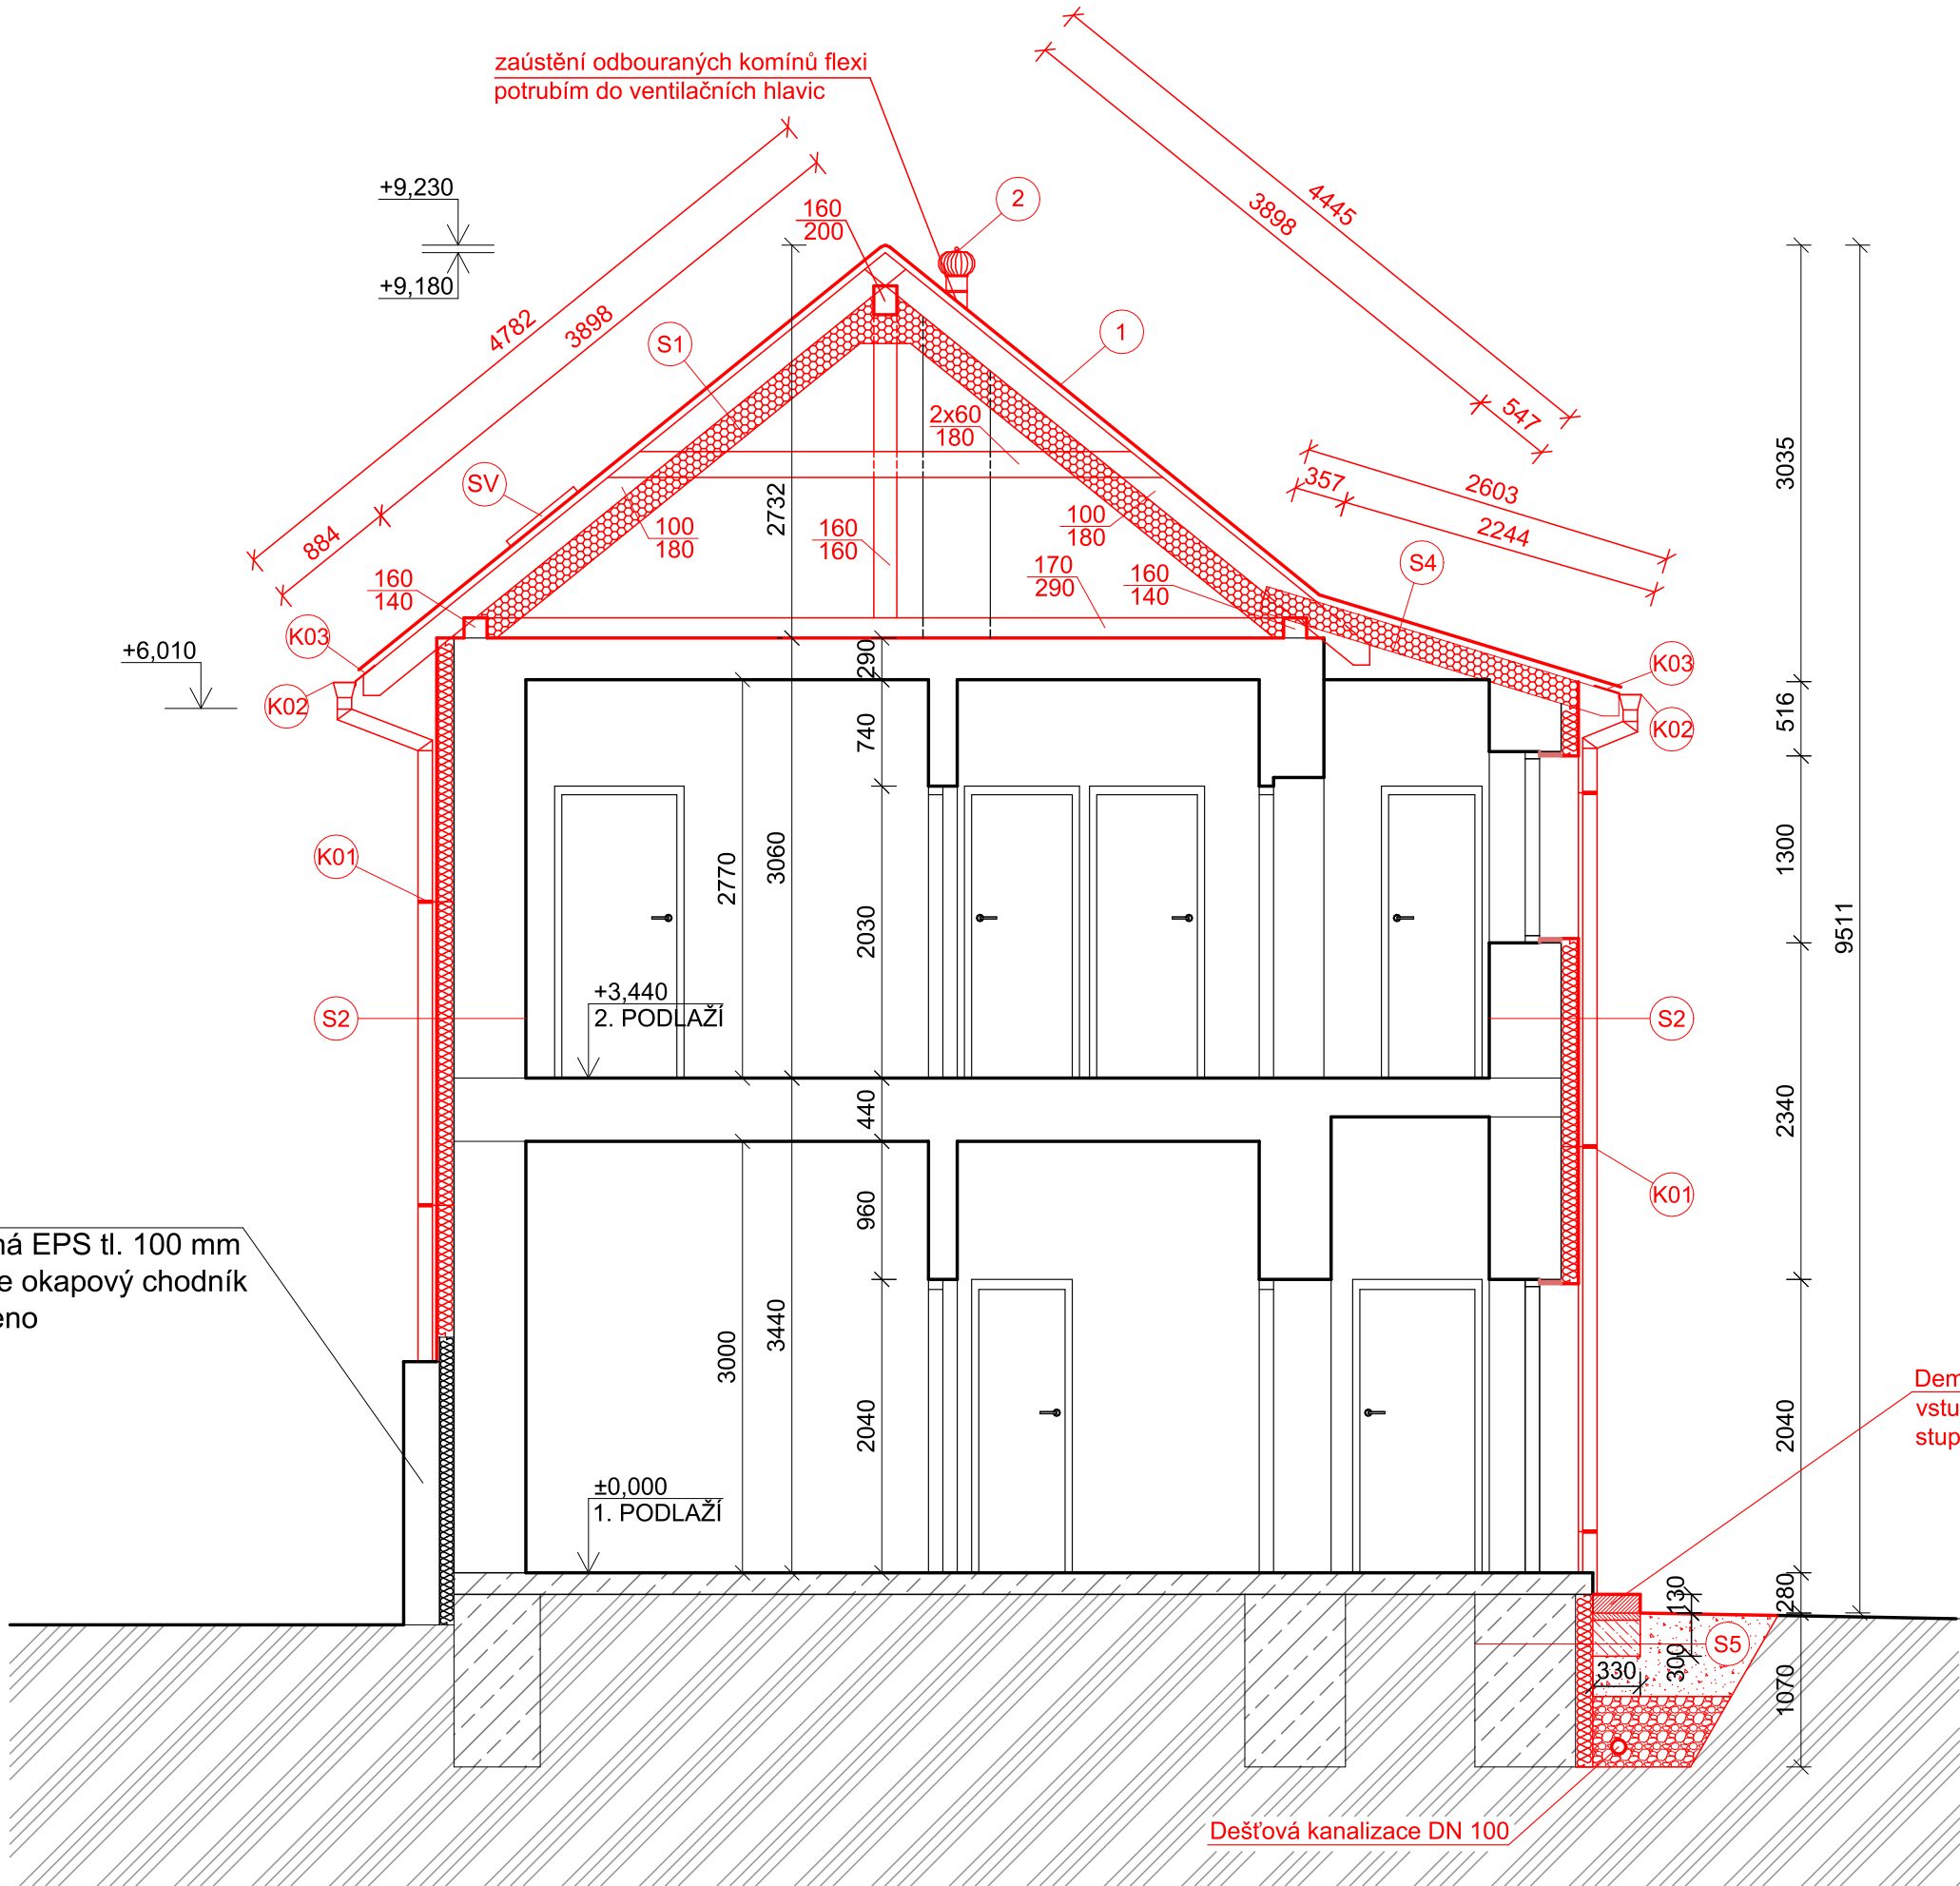 zaústění odbouraných komínů flexi
potrubím do ventilačních hlavic
+9,230
+9,180
4782
3898
884
160
200
2
4445
3898
547
1
S1
SV
2x60
180
2603
357
2244
S4
100
180
160
160
100
180
170
290
160
140
160
140
2732
3035
K03
K02
+6,010
K03
K02
290
740
516
1300
9511
K01
2770
3060
2030
+3,440
2. PODLAŽÍ
S2
S2
440
2340
960
K01
ná EPS tl. 100 mm
e okapový chodník
eno
3000
3440
2040
2040
±0,000
1. PODLAŽÍ
Dem
vstu
stup
130
280
S5
300
330
1070
Dešťová kanalizace DN 100